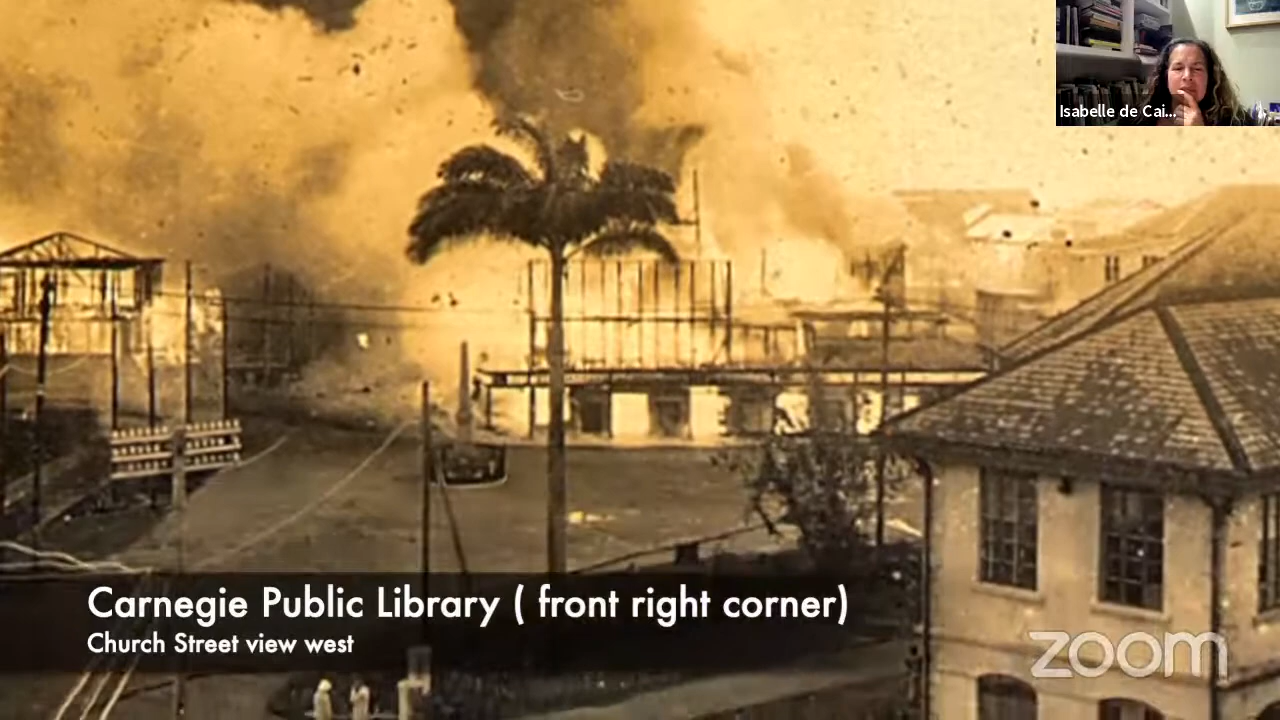 Isabelle de Cai...
Carnegie Public Library ( front right corner)
Church Street view west
zoom